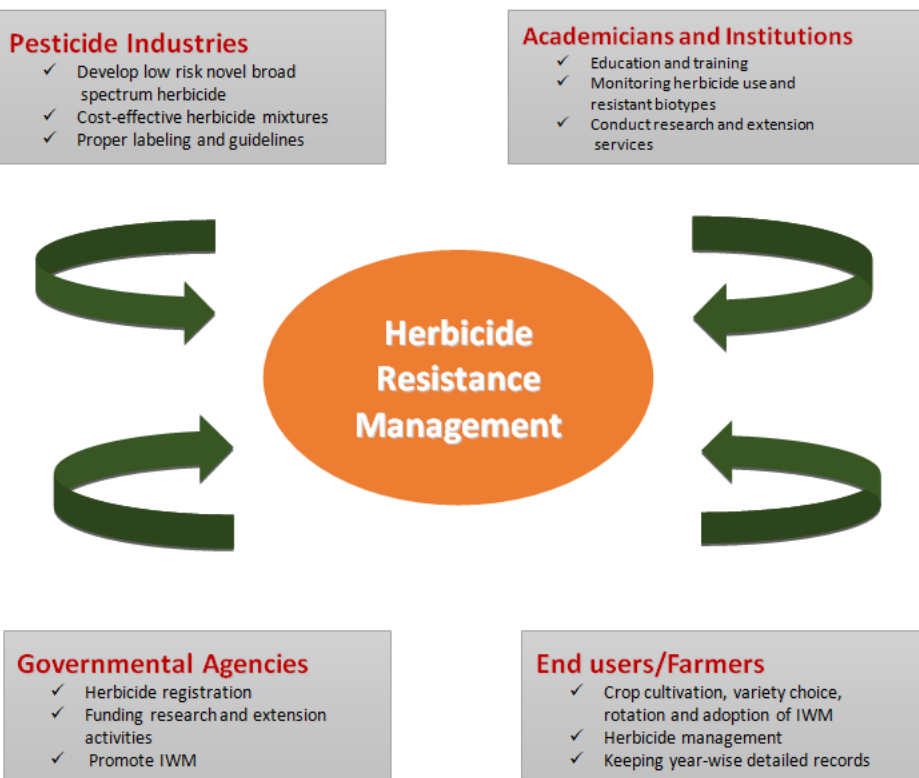 Pesticide Industries
✓ Develop low risk novel broad
spectrum herbicide
✓ Cost-effective herbicide mixtures
✓ Proper labeling and guidelines
Academicians and Institutions
✓ Education and training
✓ Monitoring herbicide use and
resistant biotypes
✓ Conduct research and extension
services
Herbicide
Resistance
Management
Governmental Agencies
✓ Herbicide registration
✓ Funding research and extension
activities
✓ Promote IWM
End users/Farmers
✓ Crop cultivation, variety choice,
rotation and adoption of IWM
✓ Herbicide management
✓ Keeping year-wise detailed records